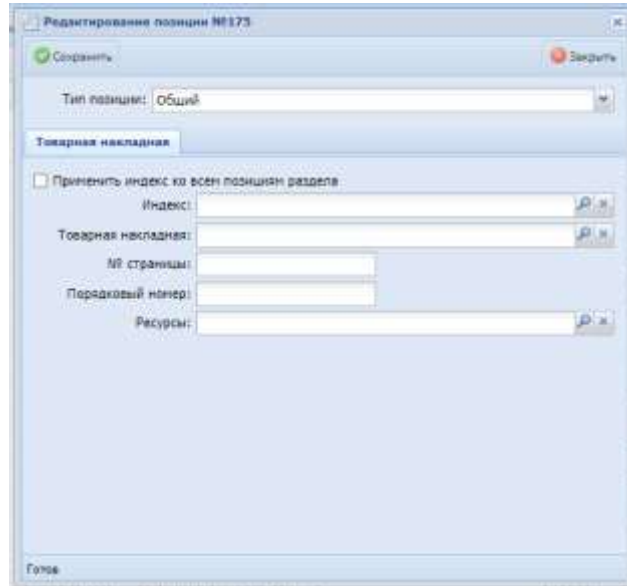 Редактирование позиции №175
Сохранить
Закрыть
Тип позиции: Общий
Товарная накладная
Применить индекс ко всем позициям раздела
Индекс:
Товарная накладная:
№ страницы:
Порядковый номер:
Ресурсы:
Готов